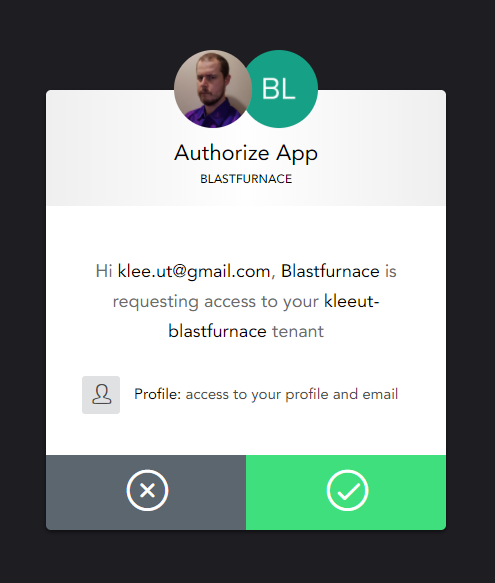 BL
Authorize App
BLASTFURNACE
Hi klee.ut@gmail.com, Blastfurnace is
requesting access to your kleeut-
blastfurnace tenant
Profile: access to your profile and email